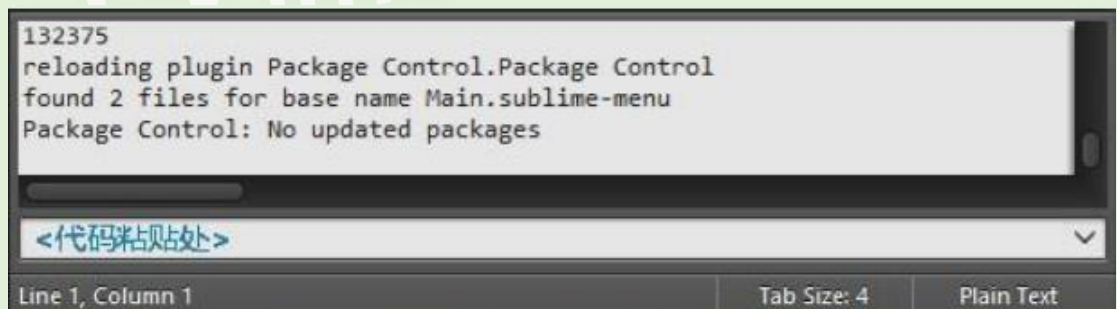 132375
reloading plugin Package Control.Package Control
found 2 files for base name Main.sublime-menu
Package Control: No updated packages
<代码粘贴处>
Line 1, Column 1 Tab Size: 4 Plain Text